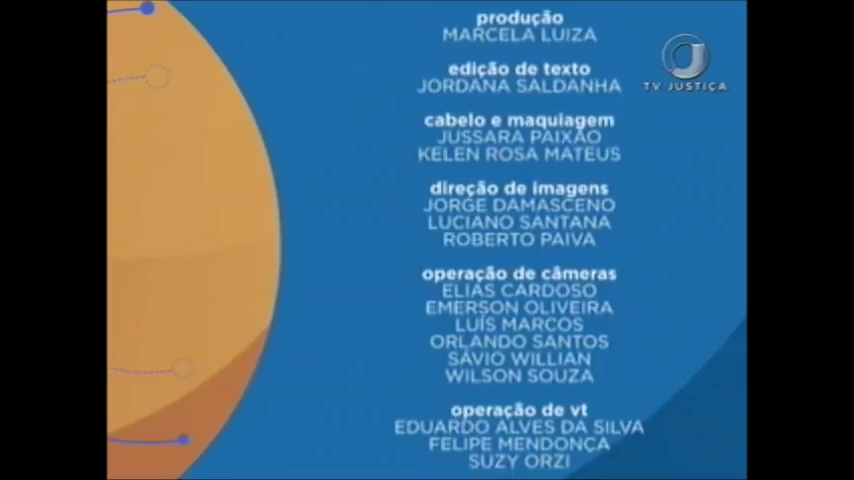 produção
MARCELA LUIZA
edição de texto
JORDANA SALDANHA
TV JUSTIÇA
cabelo e maquiagem
JUSSARA PAIXÃO
KELEN ROSA MATEUS
direção de imagens
JORGE DAMASCENO
LUCIANO SANTANA
ROBERTO PAIVA
operação de câmeras
ELIAS CARDOSO
EMERSON OLIVEIRA
LUÍS MARCOS
ORLANDO SANTOS
SÁVIO WILLIAN
WILSON SOUZA
operação de vt
EDUARDO ALVES DA SILVA
FELIPE MENDONÇA
SUZY ORZI